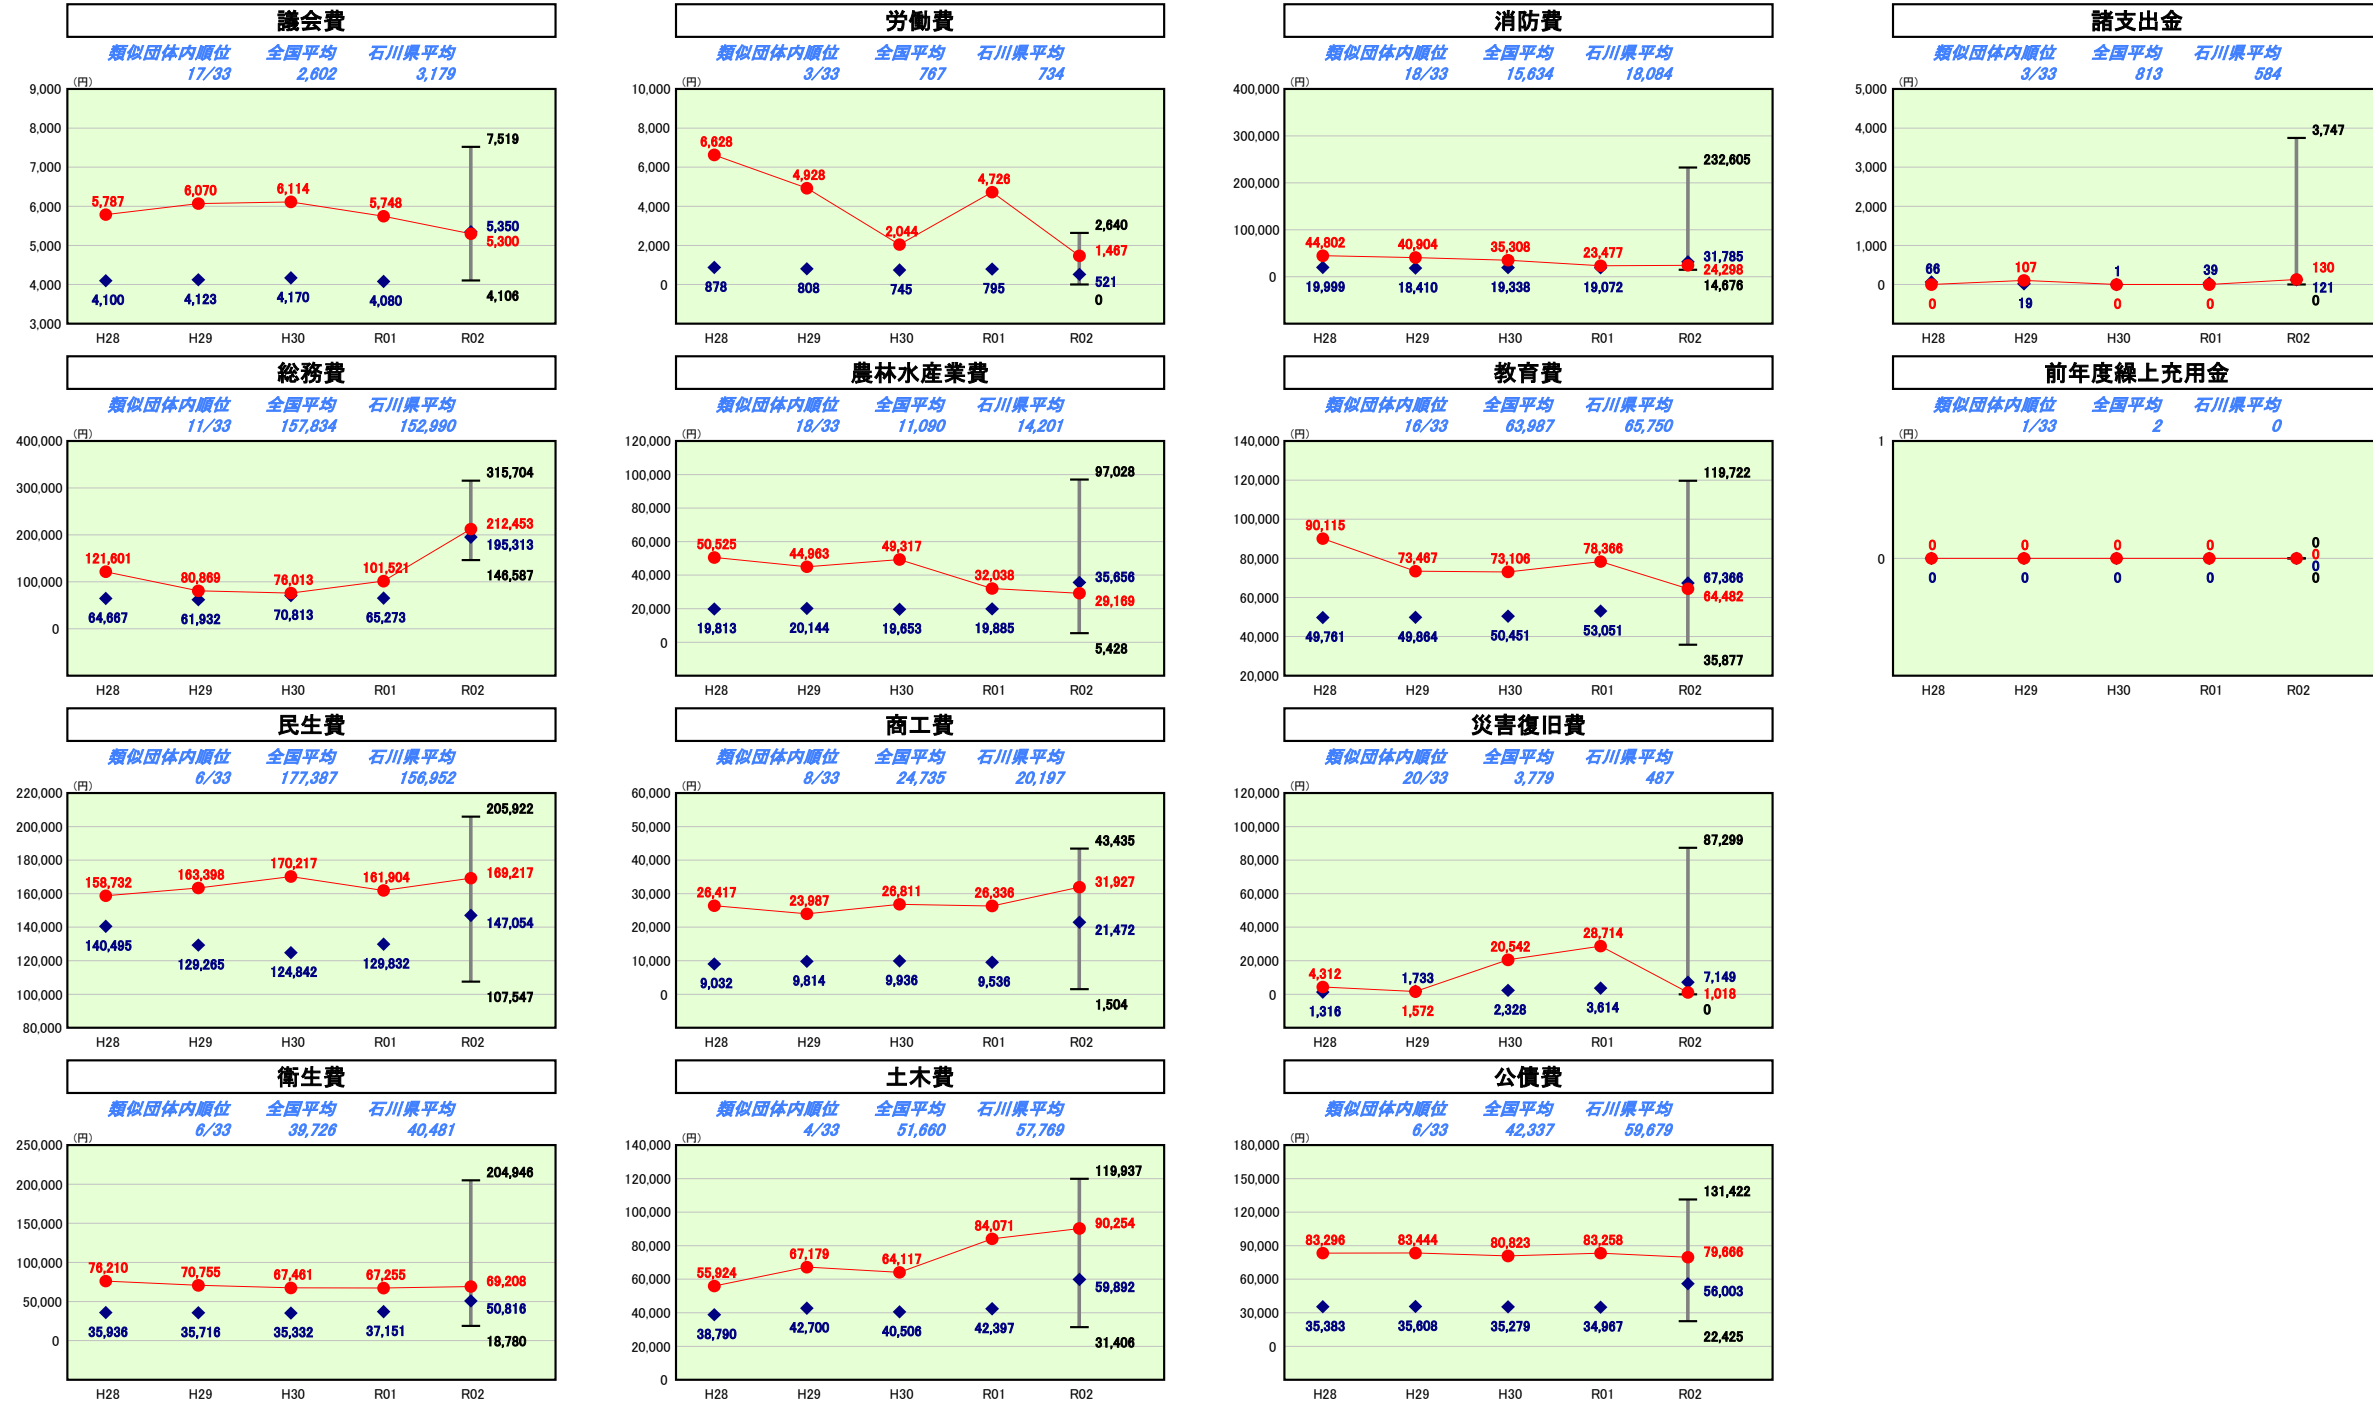 議会費
類似団体内順位 全国平均 石川県平均
17/33 2,602 3,179
(円)
9,000
8,000
7,000
6,000
5,000
4,000
3,000
7,519
5,787 6,070 6,114 5,748
5,350
5,300
4,100 4,123 4,170 4,080
4,106
H28 H29 H30 R01 R02
労働費
類似団体内順位 全国平均 石川県平均
3/33 767 734
(円)
10,000
8,000
6,000
4,000
2,000
0
6,628 4,928 2,044 4,726
2,640
1,467
878 808 745 795
521
0
H28 H29 H30 R01 R02
消防費
類似団体内順位 全国平均 石川県平均
18/33 15,634 18,084
(円)
400,000
300,000
200,000
100,000
0
232,605
44,802 40,904 35,308 23,477
31,785
24,298
19,999 18,410 19,338 19,072
14,676
H28 H29 H30 R01 R02
諸支出金
類似団体内順位 全国平均 石川県平均
3/33 813 584
(円)
5,000
4,000
3,000
2,000
1,000
0
3,747
66 107 1 39
130
121
0 19 0 0
0
H28 H29 H30 R01 R02
総務費
類似団体内順位 全国平均 石川県平均
11/33 157,834 152,990
(円)
400,000
300,000
200,000
100,000
0
315,704
212,453
195,313
121,601 80,869 76,013 101,521
146,587
64,667 61,932 70,813 65,273
H28 H29 H30 R01 R02
農林水産業費
類似団体内順位 全国平均 石川県平均
18/33 11,090 14,201
(円)
120,000
100,000
80,000
60,000
40,000
20,000
0
97,028
50,525 44,963 49,317 32,038
35,656
29,169
19,813 20,144 19,653 19,885
5,428
H28 H29 H30 R01 R02
教育費
類似団体内順位 全国平均 石川県平均
16/33 63,987 65,750
(円)
140,000
120,000
100,000
80,000
60,000
40,000
20,000
119,722
90,115 73,467 73,106 78,366
67,366
64,482
49,761 49,864 50,451 53,051
35,877
H28 H29 H30 R01 R02
前年度繰上充用金
類似団体内順位 全国平均 石川県平均
1/33 2 0
(円)
1
0
0 0 0 0
0
0
0
0 0 0 0
0
H28 H29 H30 R01 R02
民生費
類似団体内順位 全国平均 石川県平均
6/33 177,387 156,952
(円)
220,000
200,000
180,000
160,000
140,000
120,000
100,000
80,000
205,922
158,732 163,398 170,217 161,904
169,217
147,054
140,495 129,265 124,842 129,832
107,547
H28 H29 H30 R01 R02
商工費
類似団体内順位 全国平均 石川県平均
8/33 24,735 20,197
(円)
60,000
50,000
40,000
30,000
20,000
10,000
0
43,435
26,417 23,987 26,811 26,336
31,927
21,472
9,032 9,814 9,936 9,536
1,504
H28 H29 H30 R01 R02
災害復旧費
類似団体内順位 全国平均 石川県平均
20/33 3,779 487
(円)
120,000
100,000
80,000
60,000
40,000
20,000
0
87,299
4,312 1,733 20,542 28,714
7,149
1,018
1,316 1,572 2,328 3,614
0
H28 H29 H30 R01 R02
衛生費
類似団体内順位 全国平均 石川県平均
6/33 39,726 40,481
(円)
250,000
200,000
150,000
100,000
50,000
0
204,946
76,210 70,755 67,461 67,255
69,208
50,816
35,936 35,716 35,332 37,151
18,780
H28 H29 H30 R01 R02
土木費
類似団体内順位 全国平均 石川県平均
4/33 51,660 57,769
(円)
140,000
120,000
100,000
80,000
60,000
40,000
20,000
0
119,937
55,924 67,179 64,117 84,071
90,254
59,892
38,790 42,700 40,506 42,397
31,406
H28 H29 H30 R01 R02
公債費
類似団体内順位 全国平均 石川県平均
6/33 42,337 59,679
(円)
180,000
150,000
120,000
90,000
60,000
30,000
0
131,422
83,296 83,444 80,823 83,258
79,666
56,003
35,383 35,608 35,279 34,967
22,425
H28 H29 H30 R01 R02